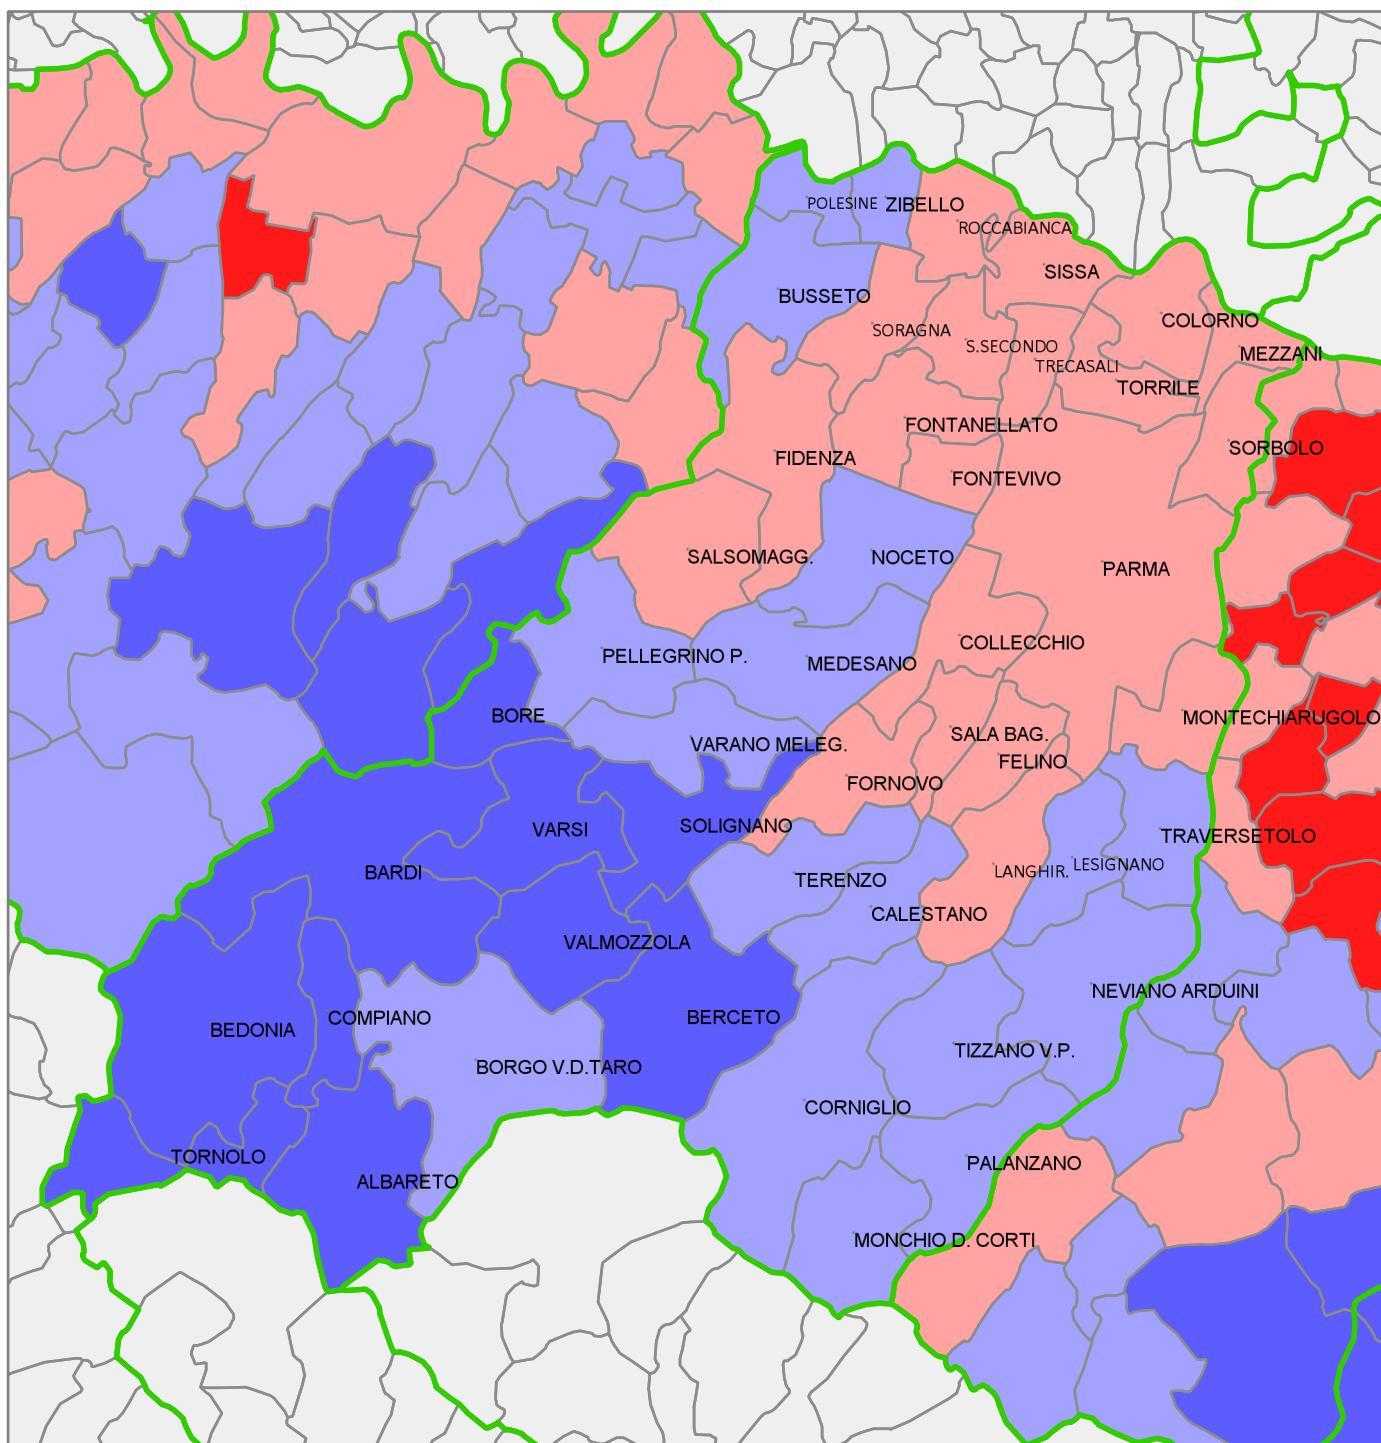 POLESINE
ZIBELLO
ROCCABIANCA
SISSA
BUSSETO
COLORNO
SORAGNA
S.SECONDO
MEZZANI
TRECASALI
TORRILE
FONTANELLATO
SORBOLO
FIDENZA
FONTEVIVO
SALSOMAGG.
NOCETO
PARMA
COLLECCHIO
PELLEGRINO P.
MEDESANO
BORE
MONTECHIARUGOLO
VARANO MELEG.
SALA BAG.
FELINO
FORNOVO
VARSI
SOLIGNANO
TRAVERSETOLO
BARDI
TERENZO
LANGHIR.
LESIGNANO
CALESTANO
VALMOZZOLA
NEVIANO ARDUINI
BEDONIA
COMPIANO
BERCETO
TIZZANO V.P.
BORGO V.D.TARO
CORNIGLIO
TORNOLO
PALANZANO
ALBARETO
MONCHIO D. CORTI